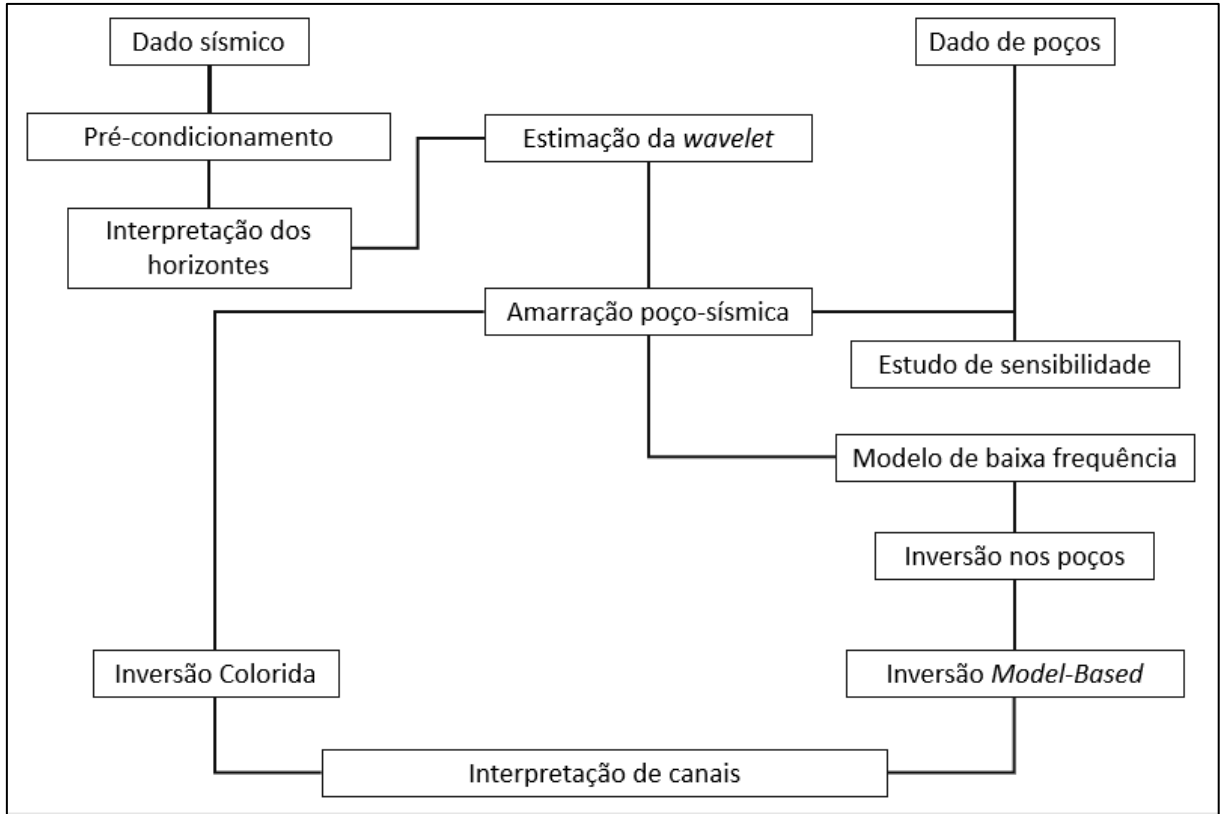 Dado sísmico
Dado de poços
Pré-condicionamento
Estimação da wavelet
Interpretação dos
horizontes
Amarração poço-sísmica
Estudo de sensibilidade
Modelo de baixa frequência
Inversão nos poços
Inversão Colorida
Inversão Model-Based
Interpretação de canais